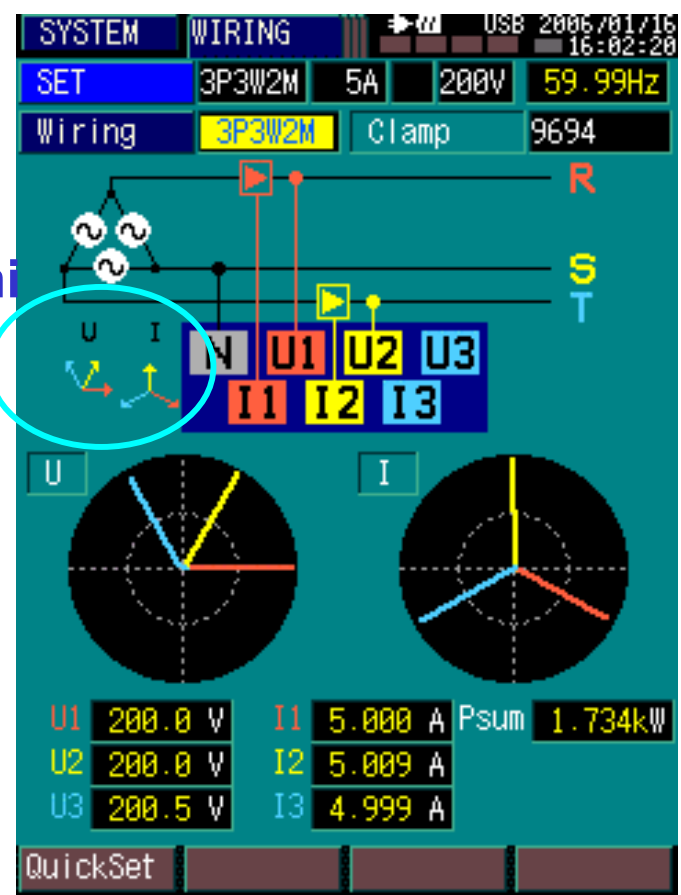 SYSTEM WIRING USB 2006/01/16
16:02:20
SET 3P3W2M 5A 200V 59.99Hz
Wiring 3P3W2M Clamp 9694
R
S
T
U I
N U1 U2 U3
I1 I2 I3
U I
U1 200.0 V I1 5.000 A Psum 1.734kW
U2 200.0 V I2 5.009 A
U3 200.5 V I3 4.999 A
QuickSet